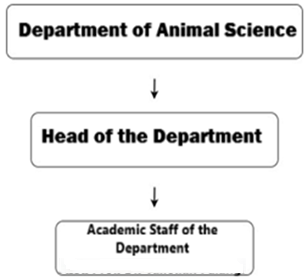 Department of Animal Science
Head of the Department
Academic Staff of the
Department